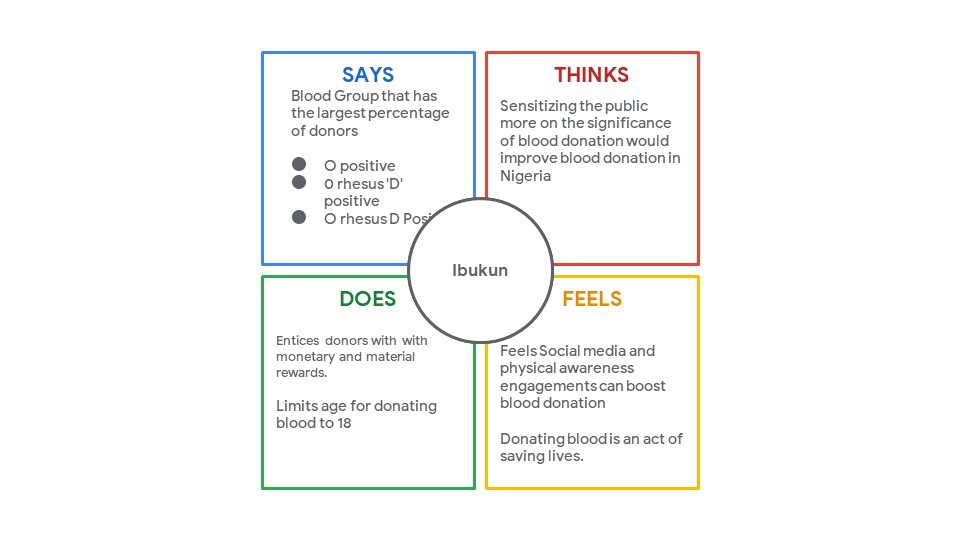 SAYS
Blood Group that has
the largest percentage
of donors
O positive
0 rhesus 'D'
positive
O rhesus D Posi
THINKS
Sensitizing the public
more on the significance
of blood donation would
improve blood donation in
Nigeria
Ibukun
DOES
Entices donors with with
monetary and material
rewards.
Limits age for donating
blood to 18
FEELS
Feels Social media and
physical awareness
engagements can boost
blood donation
Donating blood is an act of
saving lives.